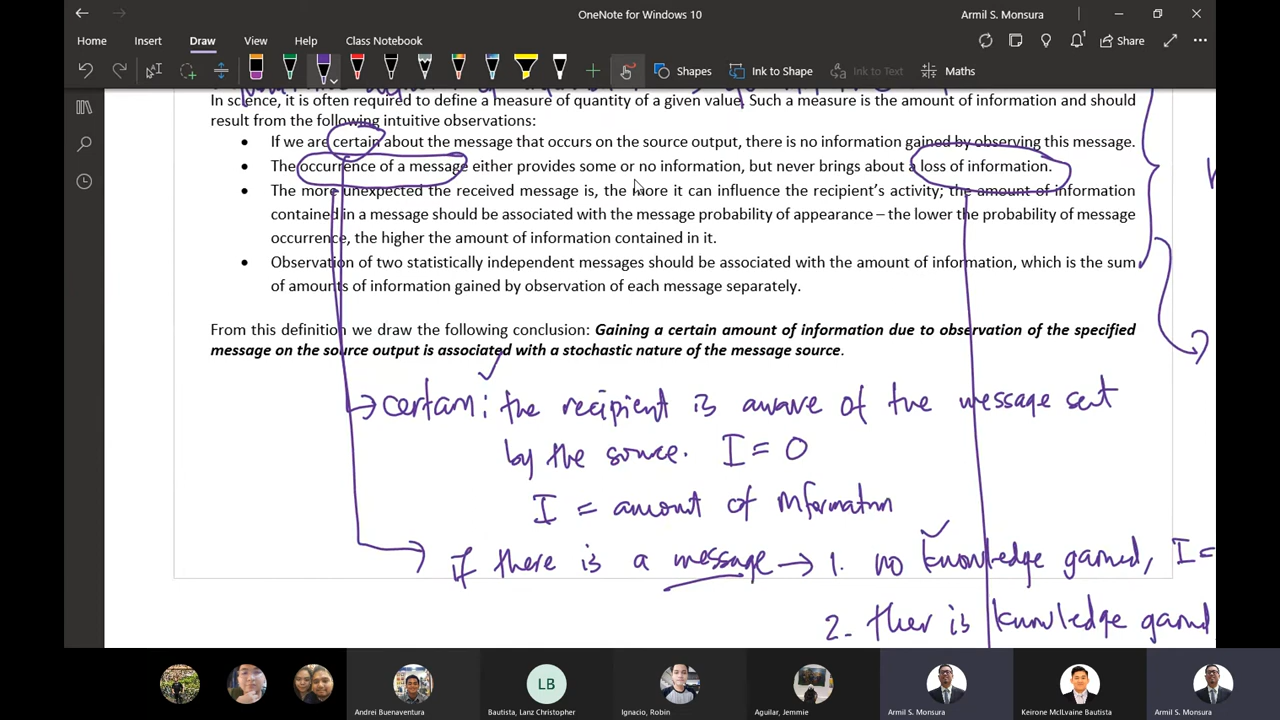 OneNote for Windows 10
Armil S. Monsura
Home Insert Draw View Help Class Notebook
Share
Shapes Ink to Shape Ink to Text Maths
In science, it is often required to define a measure of quantity of a given value. Such a measure is the amount of information and should
result from the following intuitive observations:
• If we are certain about the message that occurs on the source output, there is no information gained by observing this message.
• The occurrence of a message either provides some or no information, but never brings about a loss of information.
• The more unexpected the received message is, the more it can influence the recipient's activity; the amount of information
contained in a message should be associated with the message probability of appearance – the lower the probability of message
occurrence, the higher the amount of information contained in it.
• Observation of two statistically independent messages should be associated with the amount of information, which is the sum
of amounts of information gained by observation of each message separately.
From this definition we draw the following conclusion: Gaining a certain amount of information due to observation of the specified
message on the source output is associated with a stochastic nature of the message source.
certain: the recipient is aware of the message sent
by the source. I = 0
I = amount of information
if there is a message → 1. no knowledge gained, I =
2. ther is knowledge gained
Andrei Buenaventura
LB
Bautista, Lanz Christopher
Ignacio, Robin
Aguilar, Jemmie
Armil S. Monsura
Keirone McIlvaine Bautista
Armil S. Monsura